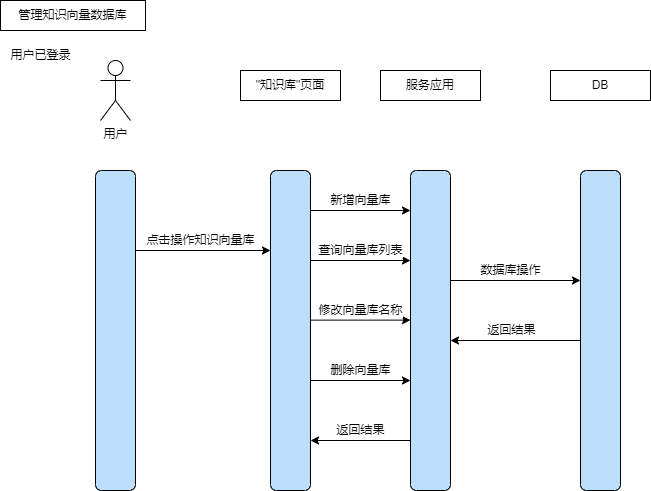 管理知识向量数据库
用户已登录
"知识库"页面
服务应用
DB
用户
新增向量库
点击操作知识向量库
查询向量库列表
数据库操作
修改向量库名称
返回结果
删除向量库
返回结果